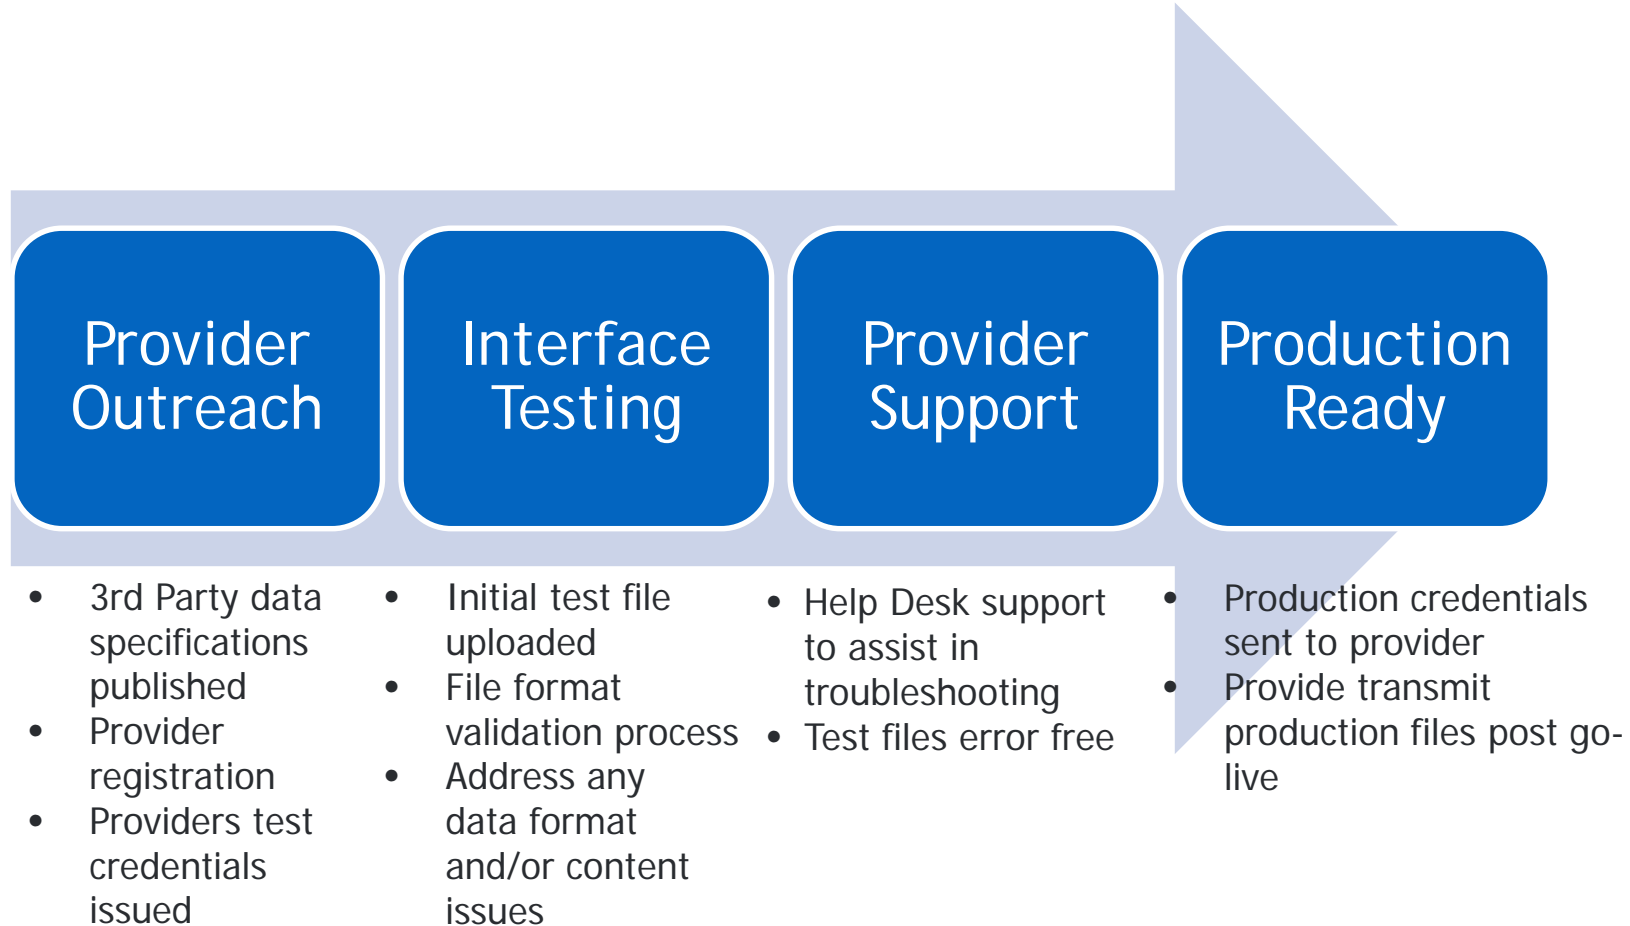 Provider
Outreach
Interface
Testing
Provider
Support
Production
Ready
• 3rd Party data
specifications
published
• Provider
registration
• Providers test
credentials
issued
• Initial test file
uploaded
• File format
validation process
• Address any
data format
and/or content
issues
• Help Desk support
to assist in
troubleshooting
• Test files error free
• Production credentials
sent to provider
• Provide transmit
production files post go-
live